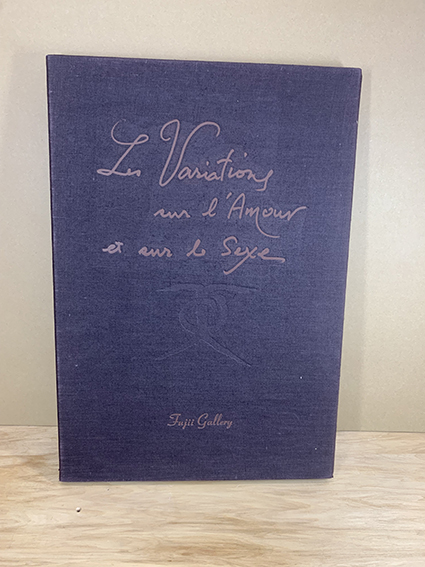 Les Variations
sur l'Amour
et sur le Sexe
Fujii Gallery